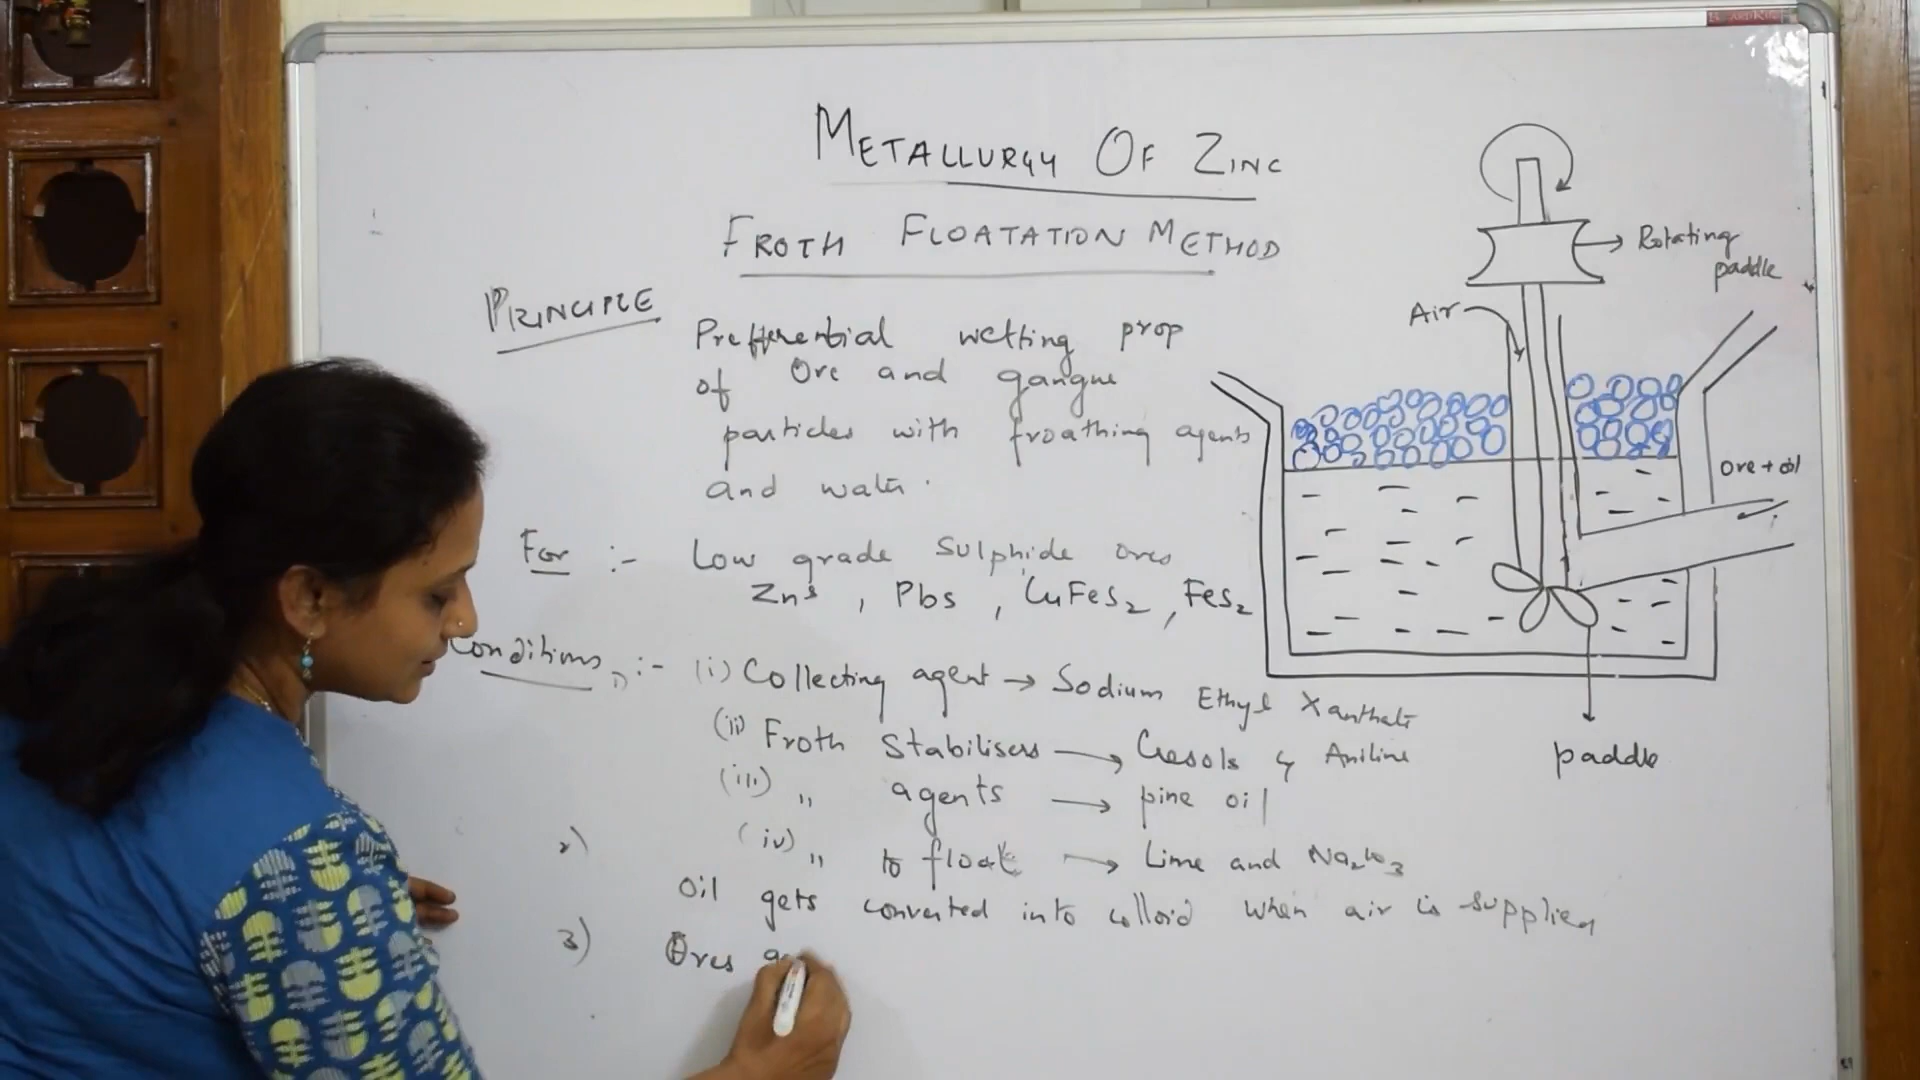 METALLURGY OF ZINC
FROTH FLOATATION METHOD
PRINCIPLE
Prefferential wetting prop
of Ore and gangue
particles with froathing agents
and water.
For :- Low grade Sulphide ores
ZnS, PbS, CuFeS2, FeS2
Conditions 1) :- (i) Collecting agent → Sodium Ethyl Xanthate
(ii) Froth Stabilisers → Cresols & Aniline
(iii) " agents → pine oil
(iv) " to float → Lime and Na2CO3
2) Oil gets converted into colloid when air is supplied
3) Ores
Rotating
paddle
Air
Ore + oil
paddle